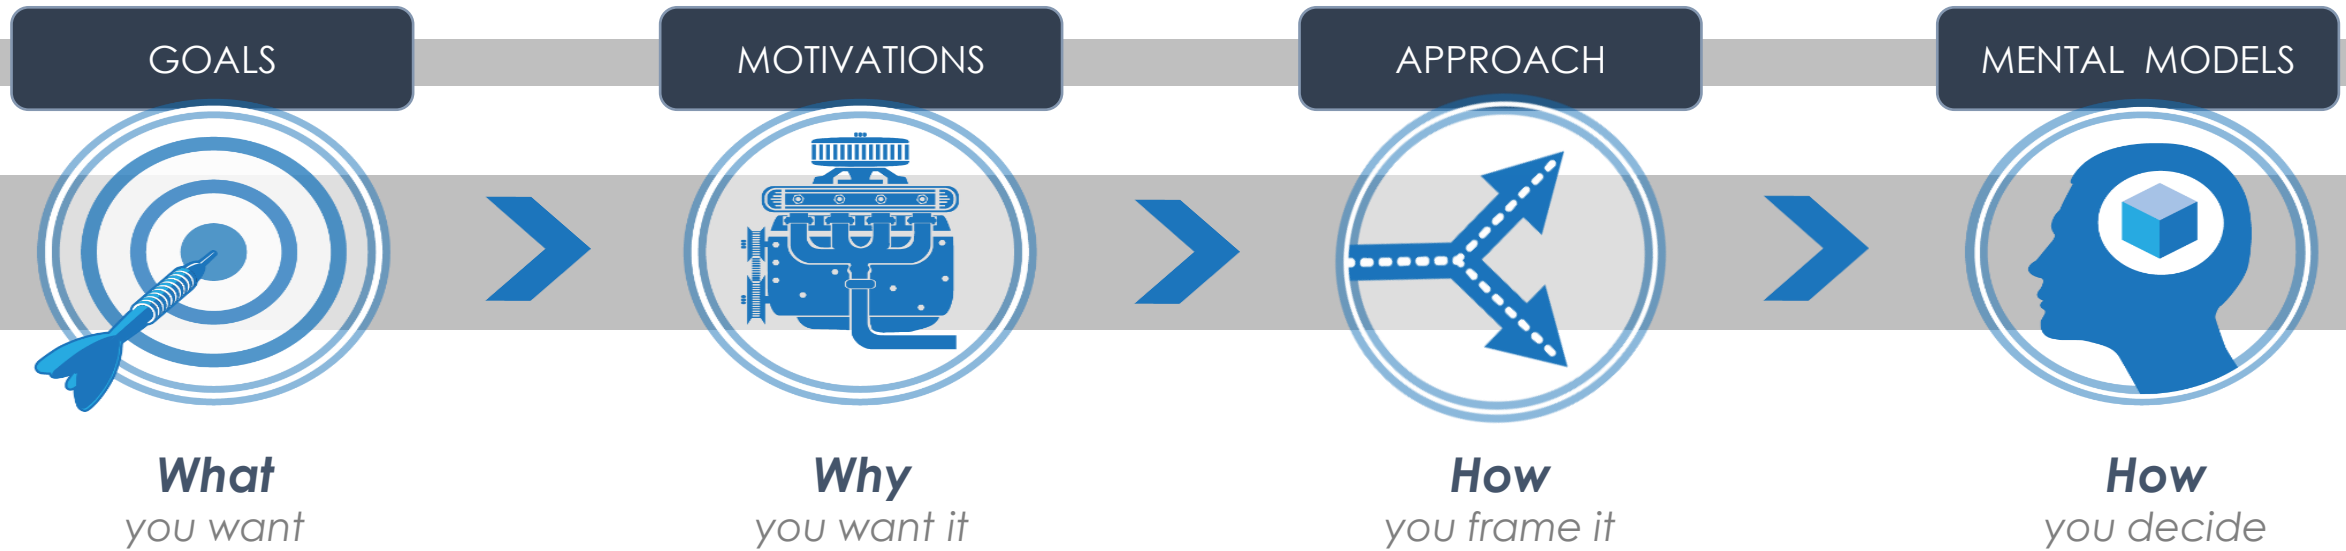 GOALS
MOTIVATIONS
APPROACH
MENTAL MODELS
What
you want
Why
you want it
How
you frame it
How
you decide